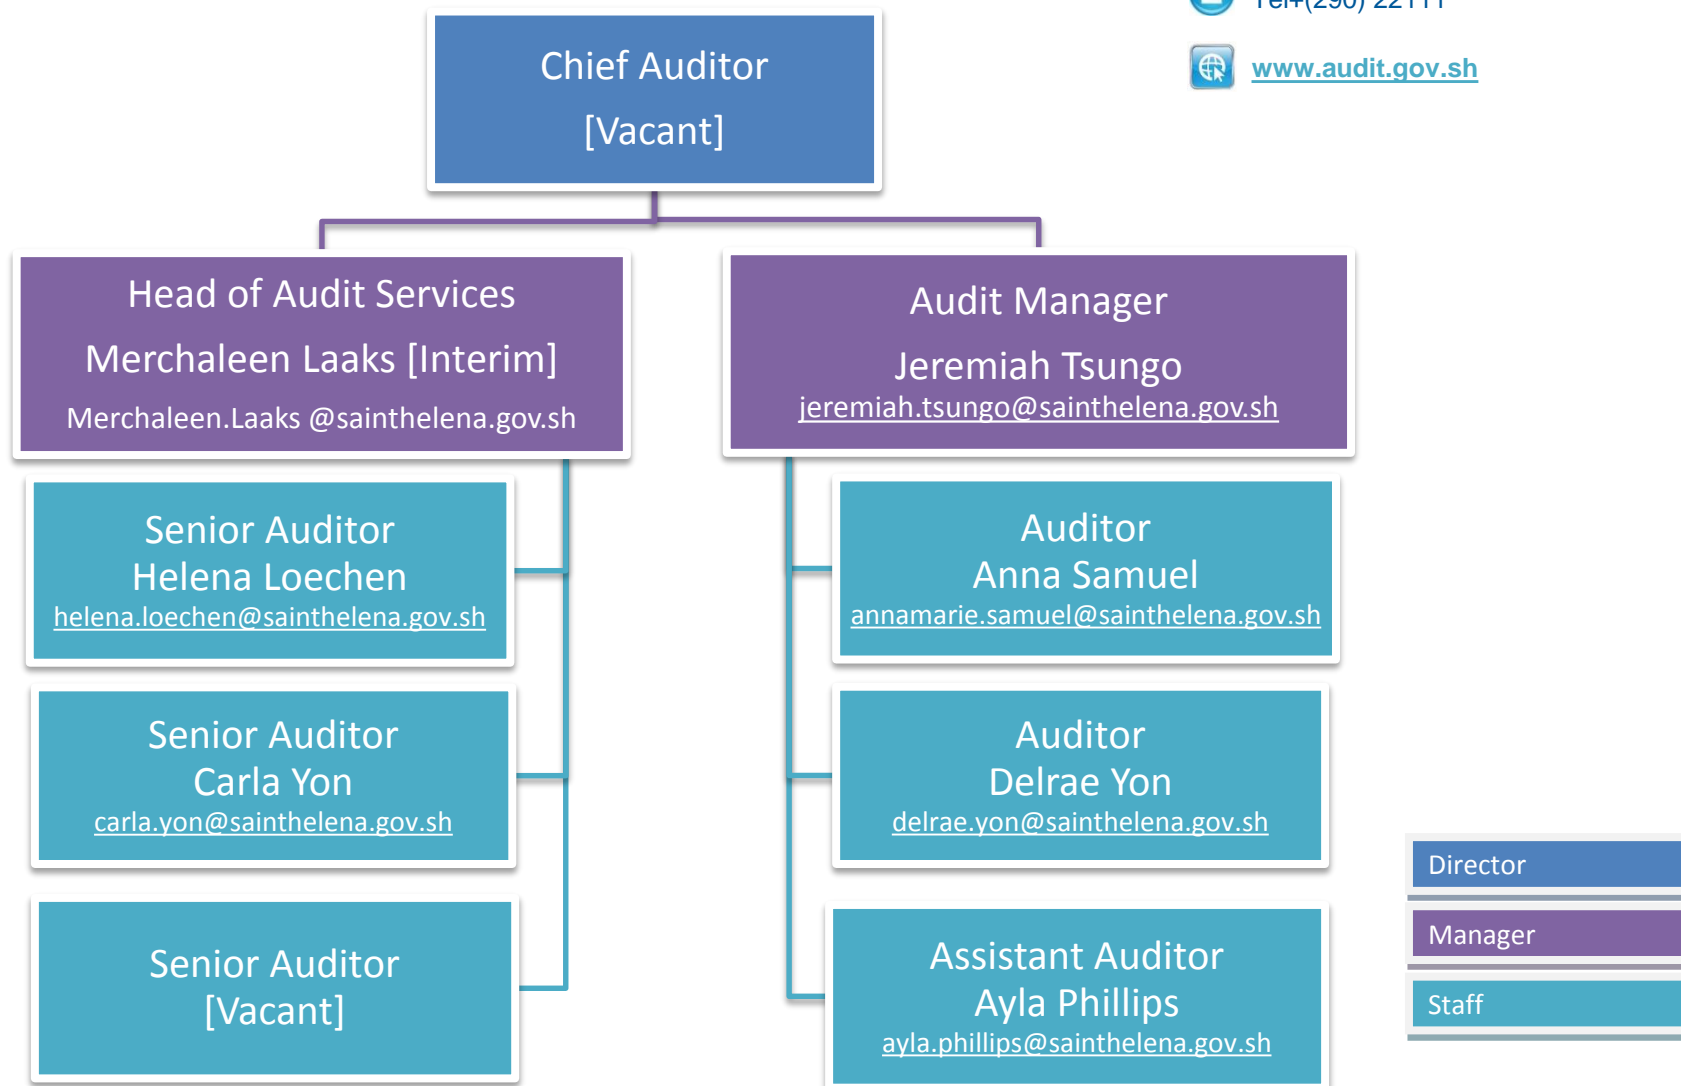 Tel+(290) 22111
www.audit.gov.sh
Chief Auditor
[Vacant]
Head of Audit Services
Merchaleen Laaks [Interim]
Merchaleen.Laaks @sainthelena.gov.sh
Audit Manager
Jeremiah Tsungo
jeremiah.tsungo@sainthelena.gov.sh
Senior Auditor
Helena Loechen
helena.loechen@sainthelena.gov.sh
Senior Auditor
Carla Yon
carla.yon@sainthelena.gov.sh
Senior Auditor
[Vacant]
Auditor
Anna Samuel
annamarie.samuel@sainthelena.gov.sh
Auditor
Delrae Yon
delrae.yon@sainthelena.gov.sh
Assistant Auditor
Ayla Phillips
ayla.phillips@sainthelena.gov.sh
Director
Manager
Staff